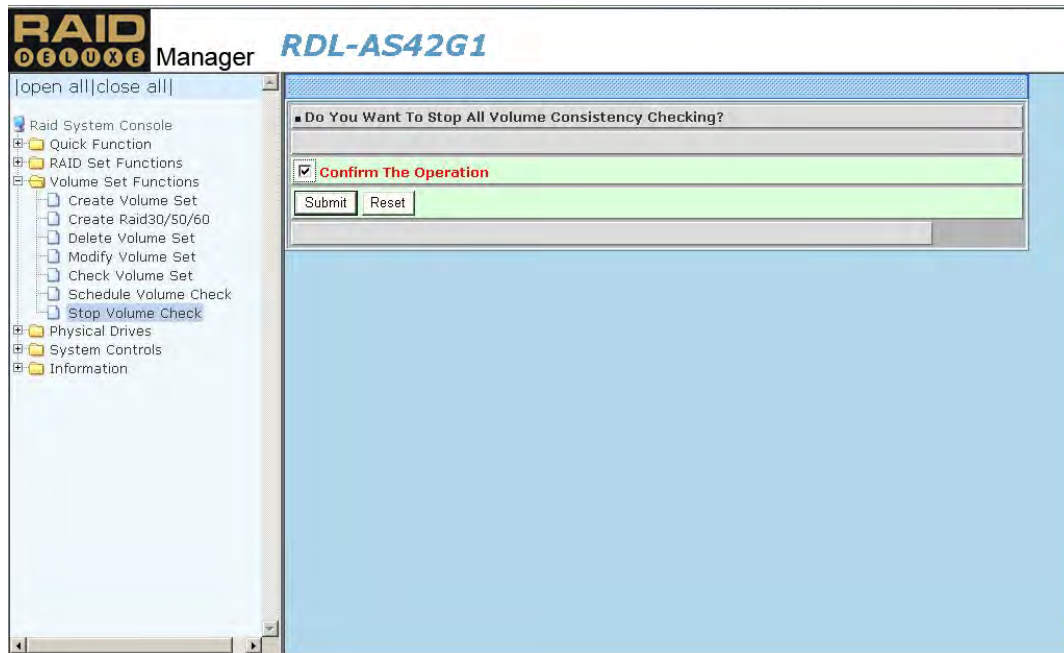 RAID
DELUXE Manager
RDL-AS42G1
|open all|close all|
Raid System Console
Quick Function
RAID Set Functions
Volume Set Functions
Create Volume Set
Create Raid30/50/60
Delete Volume Set
Modify Volume Set
Check Volume Set
Schedule Volume Check
Stop Volume Check
Physical Drives
System Controls
Information
Do You Want To Stop All Volume Consistency Checking?
Confirm The Operation
Submit Reset